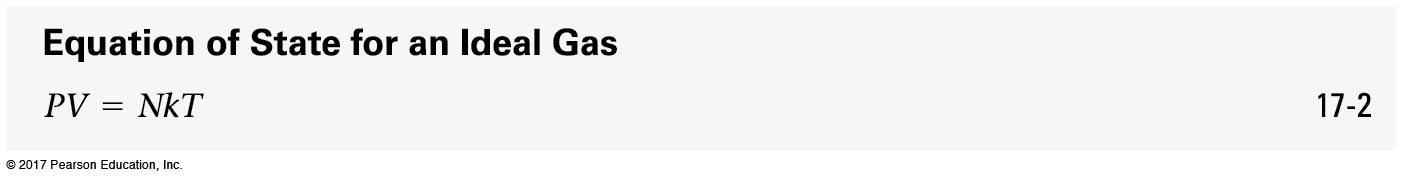 Equation of State for an Ideal Gas
PV = NkT 17-2
© 2017 Pearson Education, Inc.